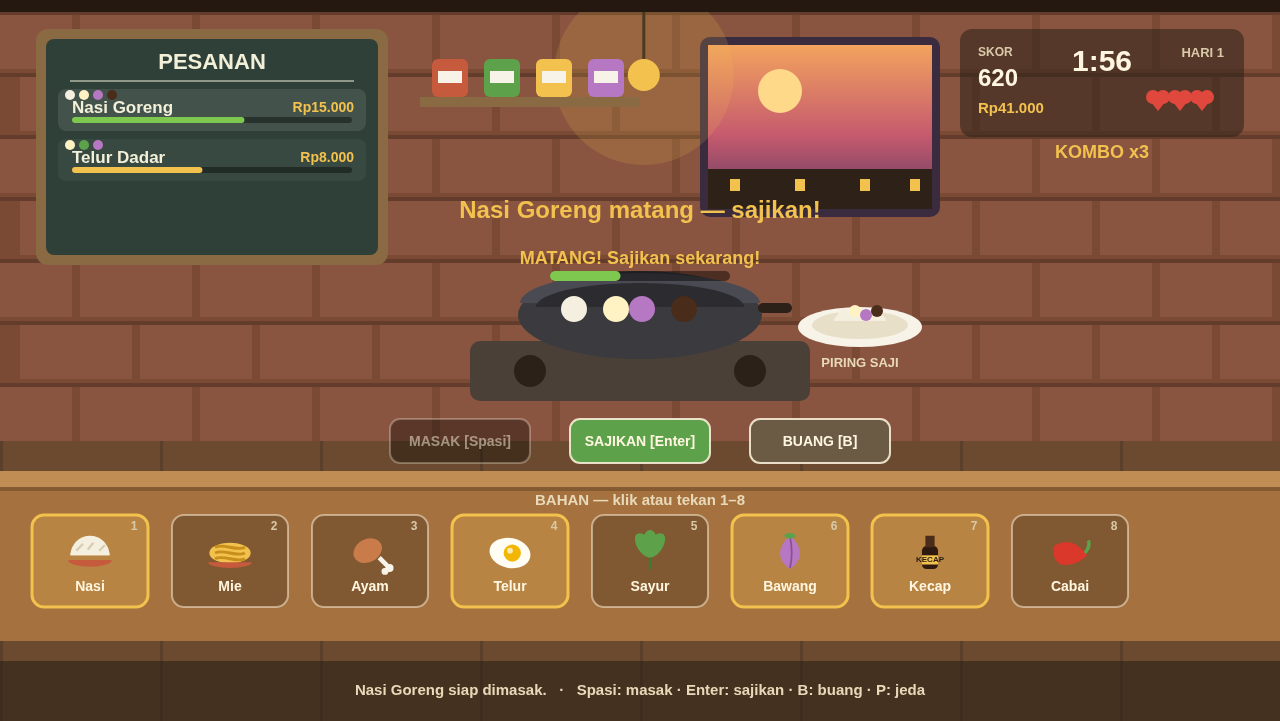 PESANAN
Nasi Goreng Rp15.000
Telur Dadar Rp8.000
SKOR
620
Rp41.000
1:56
HARI 1
KOMBO x3
Nasi Goreng matang — sajikan!
MATANG! Sajikan sekarang!
PIRING SAJI
MASAK [Spasi]
SAJIKAN [Enter]
BUANG [B]
BAHAN — klik atau tekan 1–8
1
Nasi
2
Mie
3
Ayam
4
Telur
5
Sayur
6
Bawang
7
KECAP
Kecap
8
Cabai
Nasi Goreng siap dimasak. · Spasi: masak · Enter: sajikan · B: buang · P: jeda